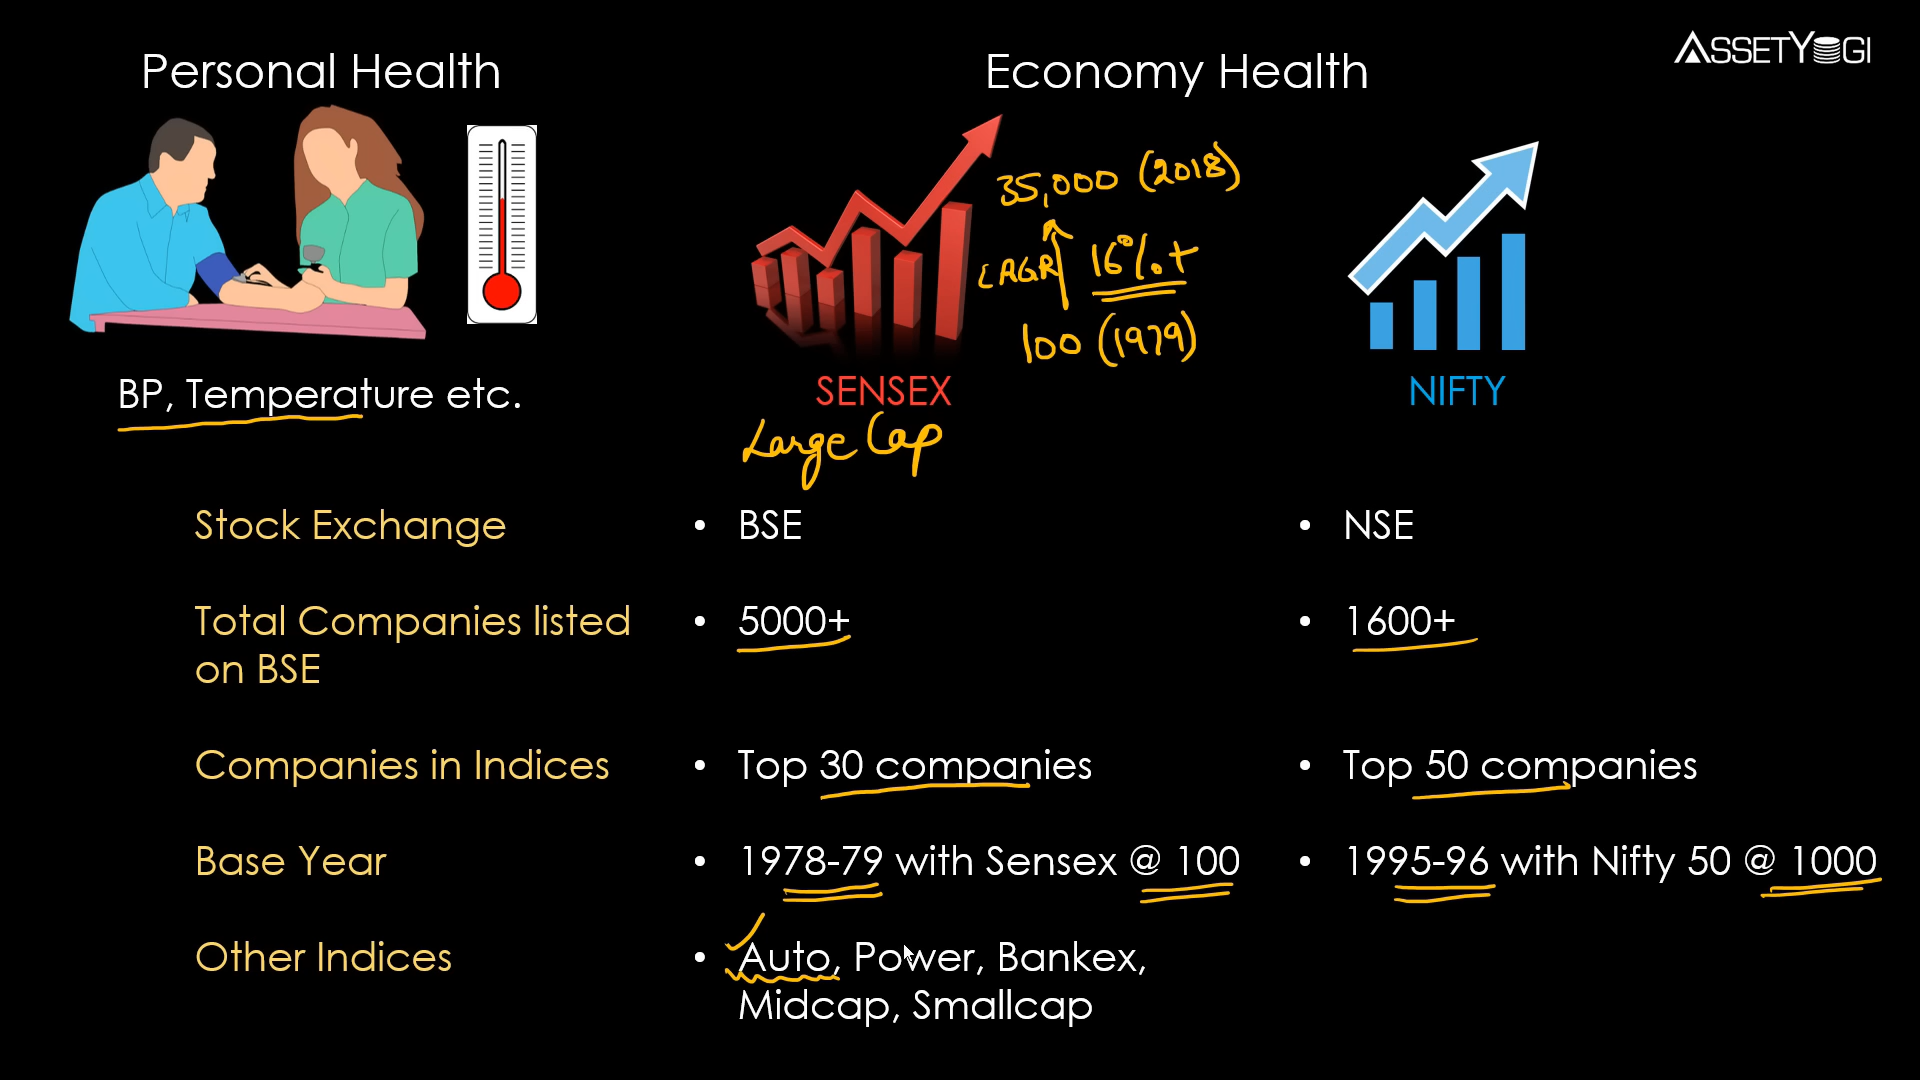 Personal Health
Economy Health
ASSETYOGI
35,000 (2018)
CAGR 16%+
100 (1979)
BP, Temperature etc.
SENSEX
NIFTY
Large Cap
Stock Exchange
• BSE
• NSE
Total Companies listed
on BSE
• 5000+
• 1600+
Companies in Indices
• Top 30 companies
• Top 50 companies
Base Year
• 1978-79 with Sensex @ 100
• 1995-96 with Nifty 50 @ 1000
Other Indices
• Auto, Power, Bankex,
Midcap, Smallcap